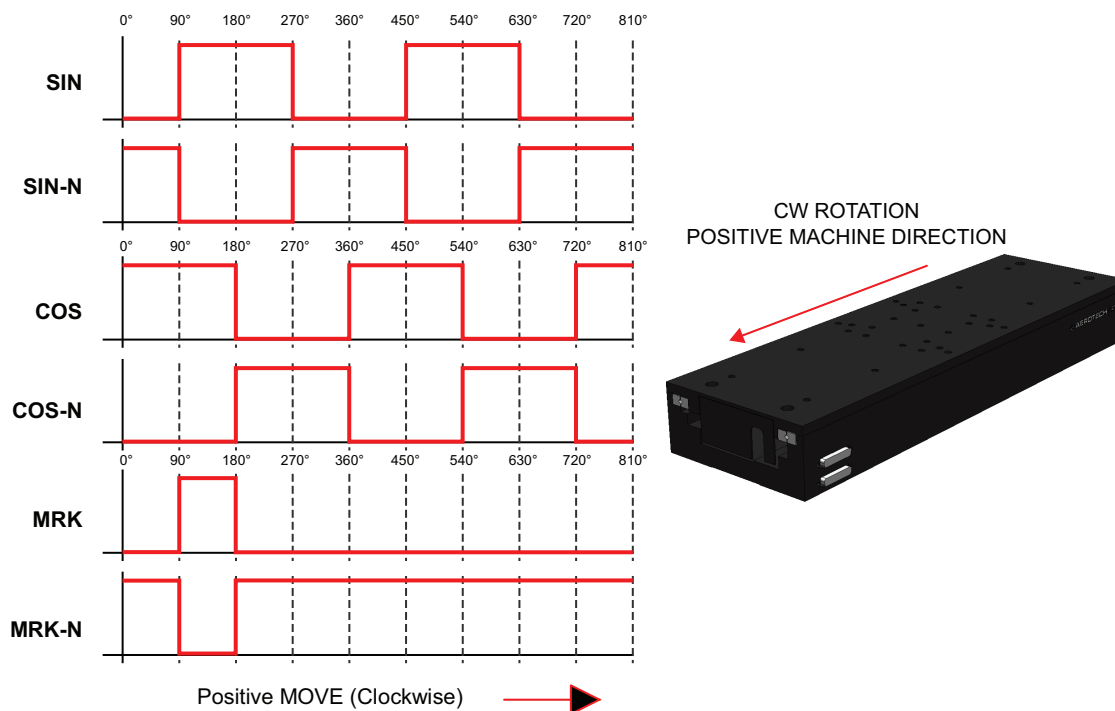 0° 90° 180° 270° 360° 450° 540° 630° 720° 810°
SIN
SIN-N
CW ROTATION
POSITIVE MACHINE DIRECTION
0° 90° 180° 270° 360° 450° 540° 630° 720° 810°
COS
AEROTECH
COS-N
0° 90° 180° 270° 360° 450° 540° 630° 720° 810°
MRK
MRK-N
Positive MOVE (Clockwise)